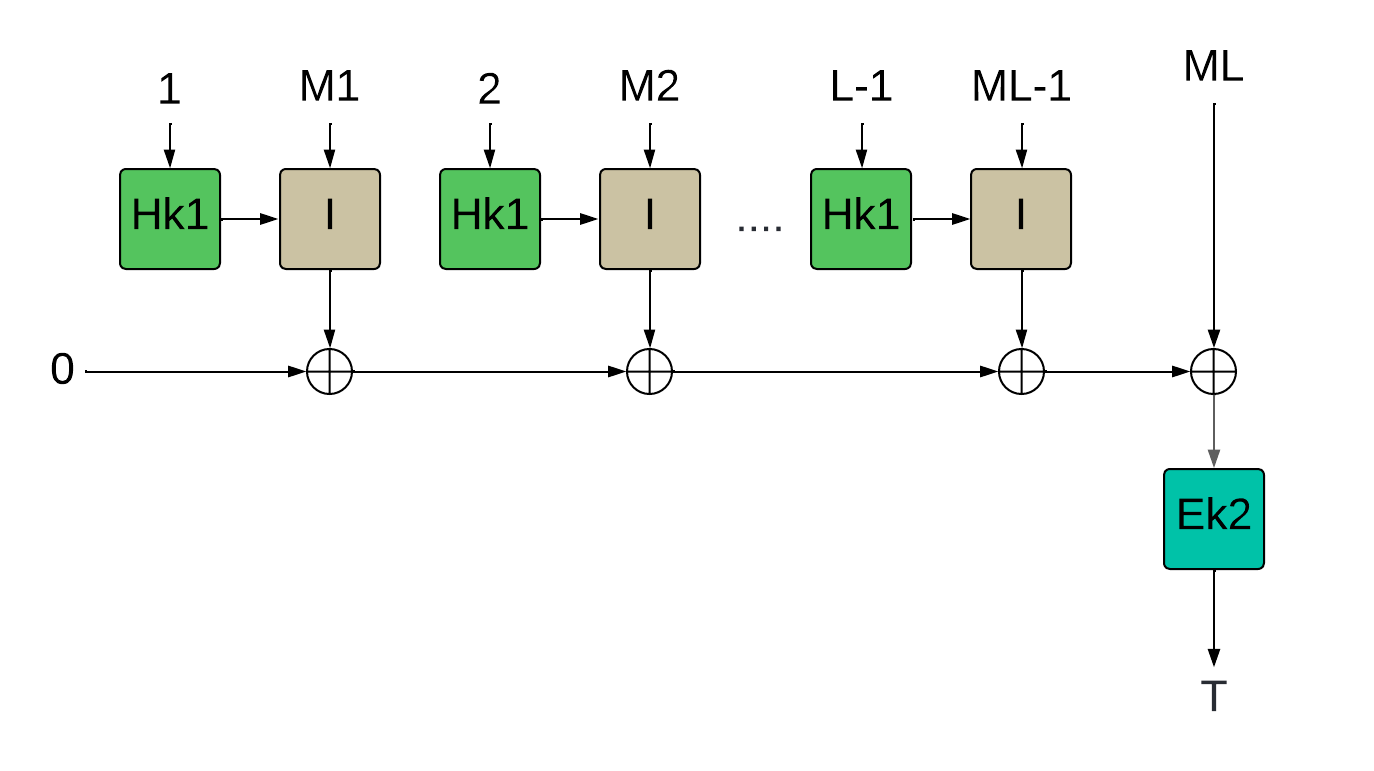 1 M1 2 M2 L-1 ML-1 ML
Hk1 I Hk1 I .... Hk1 I
0
Ek2
T